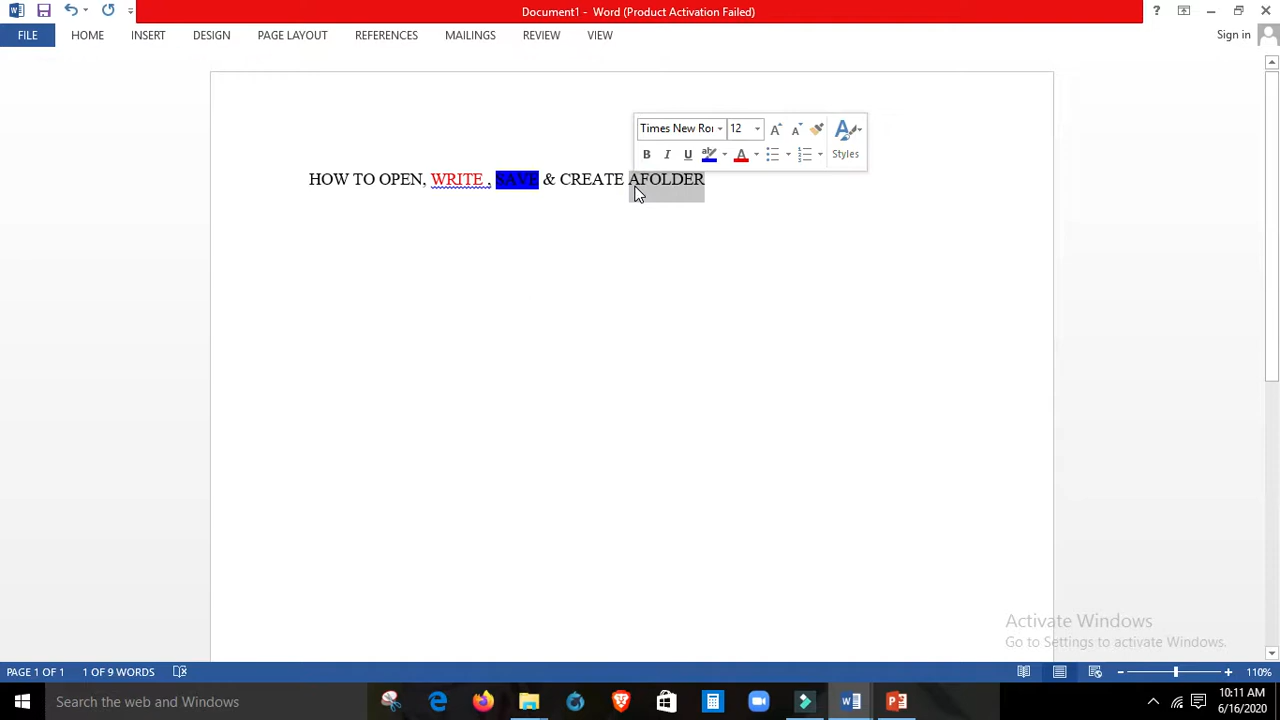 Document1 - Word (Product Activation Failed)
?
FILE HOME INSERT DESIGN PAGE LAYOUT REFERENCES MAILINGS REVIEW VIEW Sign in
Times New Ro 12 A A
B I U ab A Styles
HOW TO OPEN, WRITE , SAVE & CREATE AFOLDER
Activate Windows
Go to Settings to activate Windows.
PAGE 1 OF 1 1 OF 9 WORDS 110%
Search the web and Windows
10:11 AM
6/16/2020